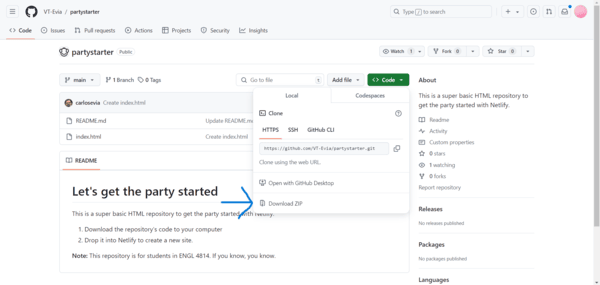 VT-Evia / partystarter
Type / to search
Code Issues Pull requests Actions Projects Security Insights
partystarter Public
Watch 1 Fork 0 Star 0
main 1 Branch 0 Tags Go to file t Add file Code
carlosevia Create index.html
README.md Update README.md
index.html Create index.html
Local Codespaces
Clone
HTTPS SSH GitHub CLI
https://github.com/VT-Evia/partystarter.git
Clone using the web URL.
Open with GitHub Desktop
Download ZIP
README
Let's get the party started
This is a super basic HTML repository to get the party started with Netlify.
1. Download the repository's code to your computer
2. Drop it into Netlify to create a new site.
Note: This repository is for students in ENGL 4814. If you know, you know.
About
This is a super basic HTML repository to
get the party started with Netlify.
Readme
Activity
Custom properties
0 stars
1 watching
0 forks
Report repository
Releases
No releases published
Packages
No packages published
Languages